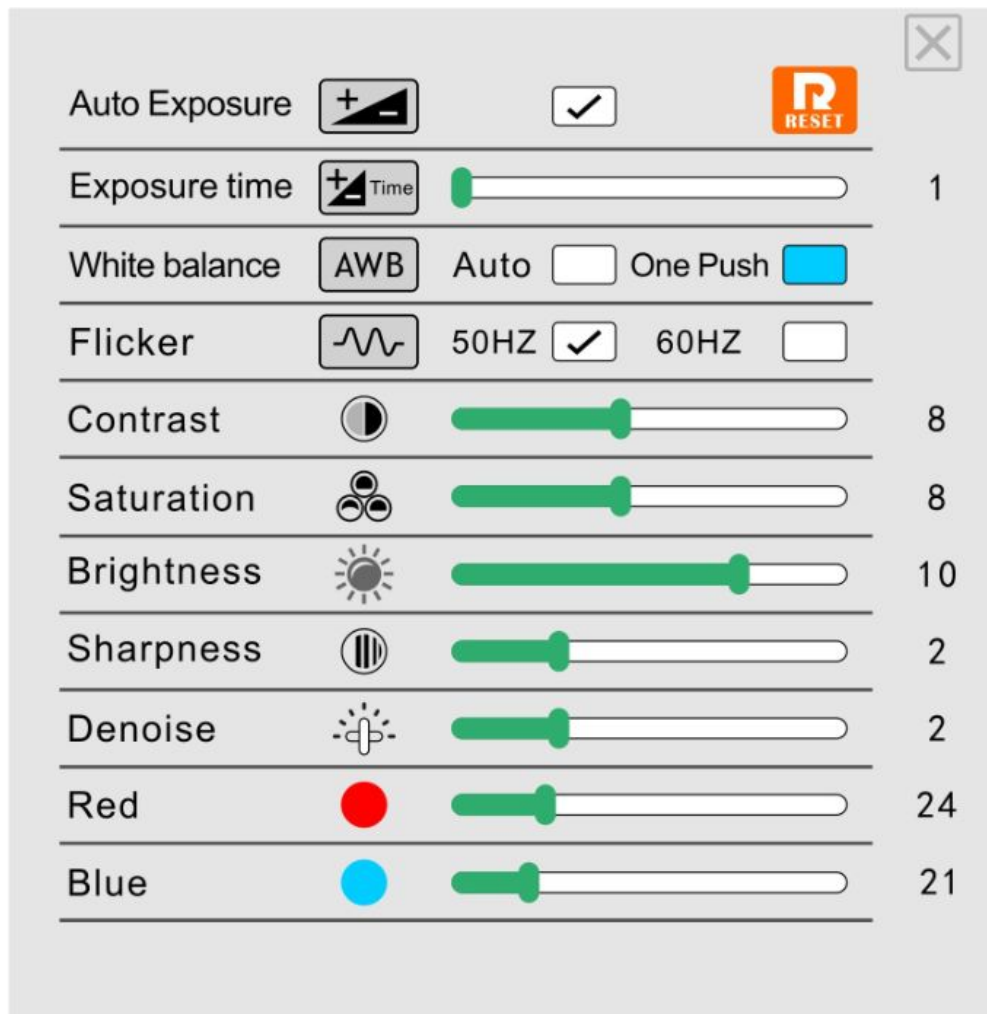 Auto Exposure + - ✓ RESET
Exposure time + - Time 1
White balance AWB Auto One Push
Flicker 50HZ ✓ 60HZ
Contrast 8
Saturation 8
Brightness 10
Sharpness 2
Denoise 2
Red 24
Blue 21